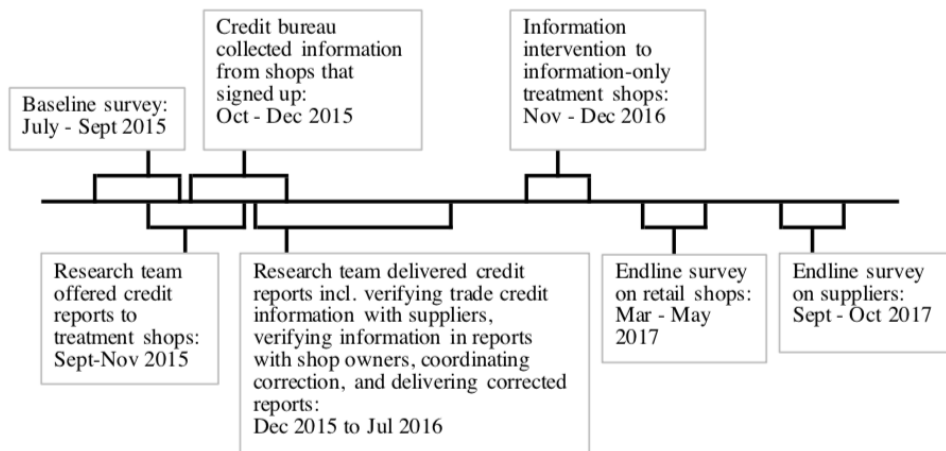 Baseline survey:
July - Sept 2015
Credit bureau
collected information
from shops that
signed up:
Oct - Dec 2015
Information
intervention to
information-only
treatment shops:
Nov - Dec 2016
Research team
offered credit
reports to
treatment shops:
Sept-Nov 2015
Research team delivered credit
reports incl. verifying trade credit
information with suppliers,
verifying information in reports
with shop owners, coordinating
correction, and delivering corrected
reports:
Dec 2015 to Jul 2016
Endline survey
on retail shops:
Mar - May
2017
Endline survey
on suppliers:
Sept - Oct 2017